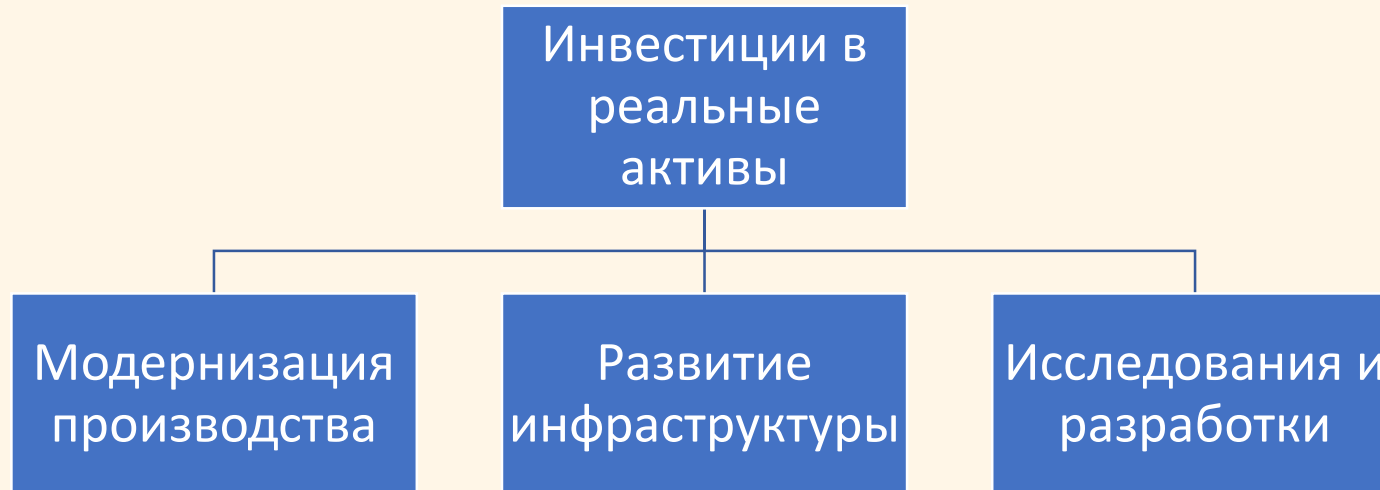 Инвестиции в
реальные
активы
Модернизация
производства
Развитие
инфраструктуры
Исследования и
разработки